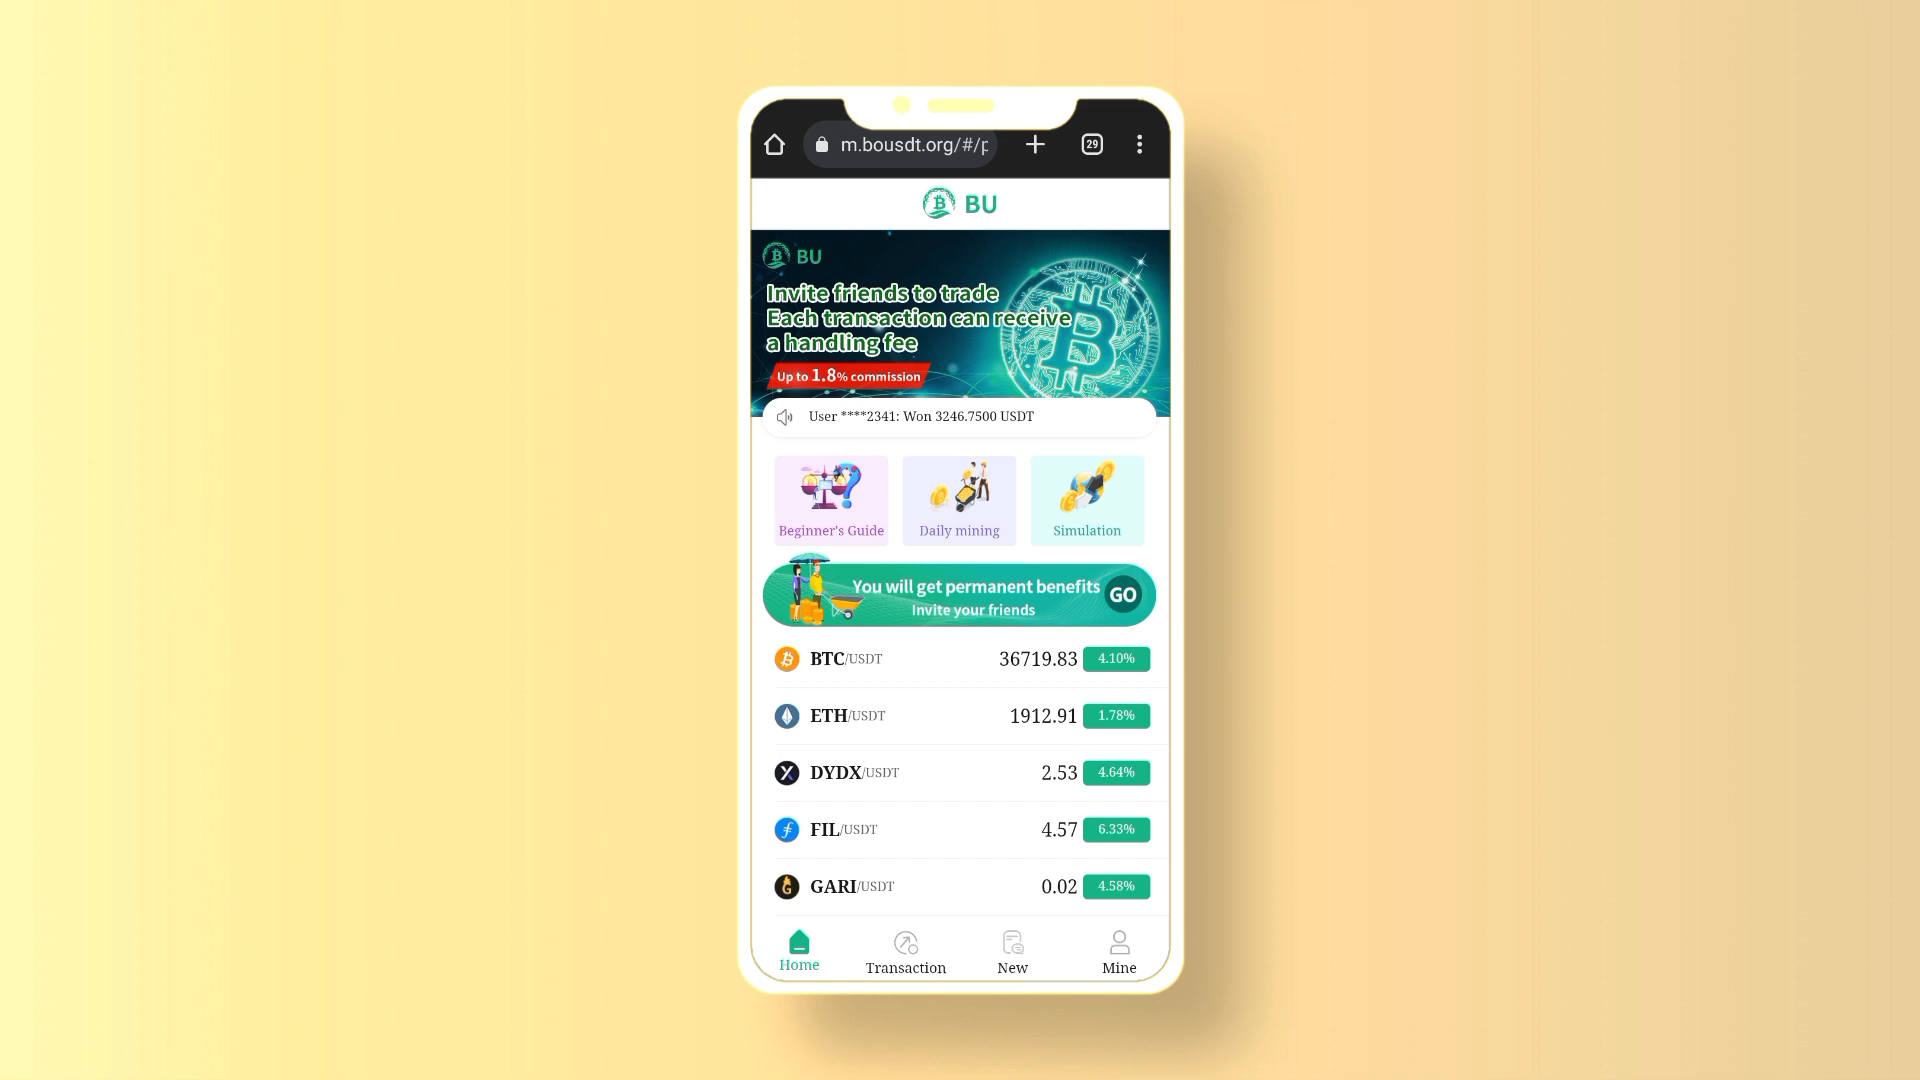 m.bousdt.org/#/p
29
BU
BU
Invite friends to trade
Each transaction can receive
a handling fee
Up to 1.8% commission
User ****2341: Won 3246.7500 USDT
Beginner's Guide
Daily mining
Simulation
You will get permanent benefits
GO
Invite your friends
BTC/USDT 36719.83 4.10%
ETH/USDT 1912.91 1.78%
DYDX/USDT 2.53 4.64%
FIL/USDT 4.57 6.33%
GARI/USDT 0.02 4.58%
Home
Transaction
New
Mine